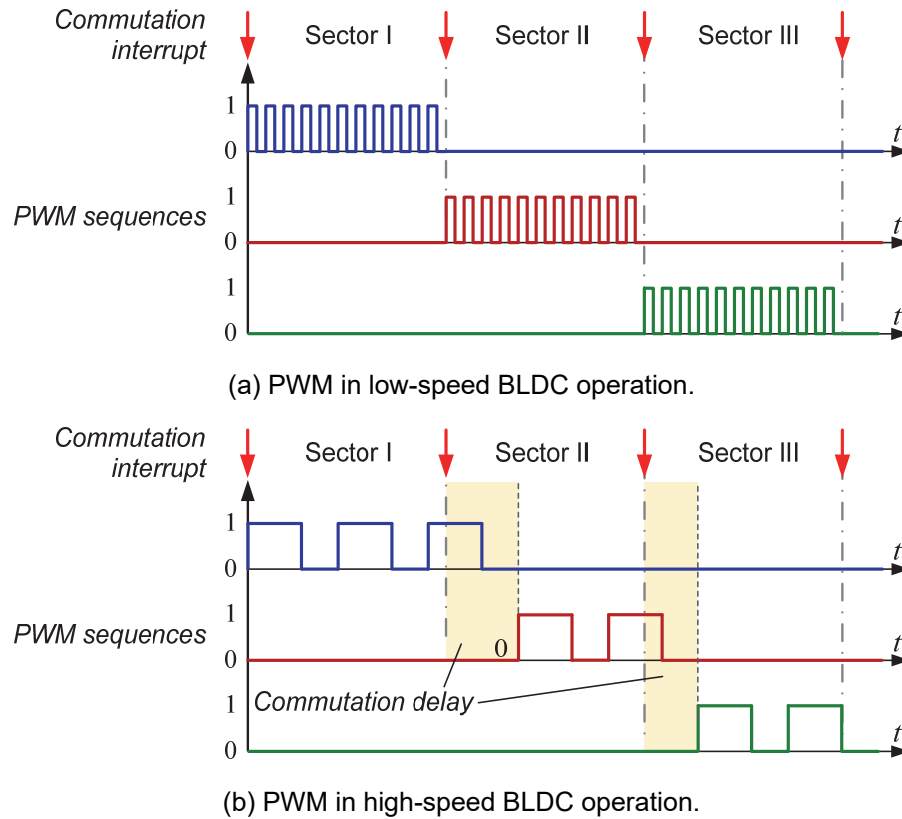 Commutation
interrupt
Sector I
Sector II
Sector III
1
0
t
PWM sequences
1
0
t
1
0
t
(a) PWM in low-speed BLDC operation.
Commutation
interrupt
Sector I
Sector II
Sector III
1
0
t
PWM sequences
1
0
0
t
Commutation delay
1
0
t
(b) PWM in high-speed BLDC operation.